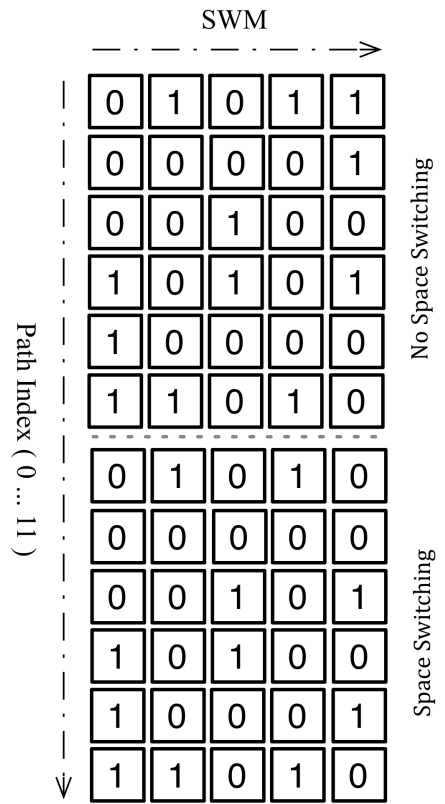 SWM
0 1 0 1 1
0 0 0 0 1
0 0 1 0 0
1 0 1 0 1
1 0 0 0 0
1 1 0 1 0
No Space Switching
Path Index ( 0 ... 11 )
0 1 0 1 0
0 0 0 0 0
0 0 1 0 1
1 0 1 0 0
1 0 0 0 1
1 1 0 1 0
Space Switching